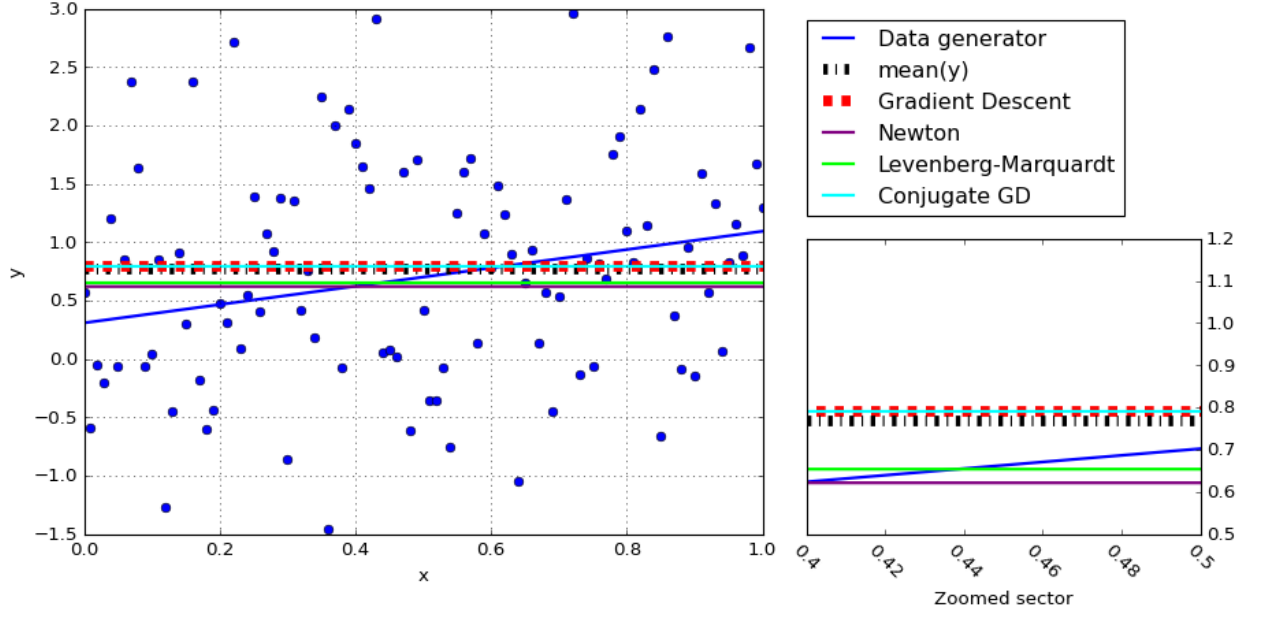 3.0
2.5
2.0
1.5
1.0
0.5
0.0
−0.5
−1.0
−1.5
y
0.0 0.2 0.4 0.6 0.8 1.0
x
Data generator
mean(y)
Gradient Descent
Newton
Levenberg-Marquardt
Conjugate GD
1.2
1.1
1.0
0.9
0.8
0.7
0.6
0.5
0.4 0.42 0.44 0.46 0.48 0.5
Zoomed sector